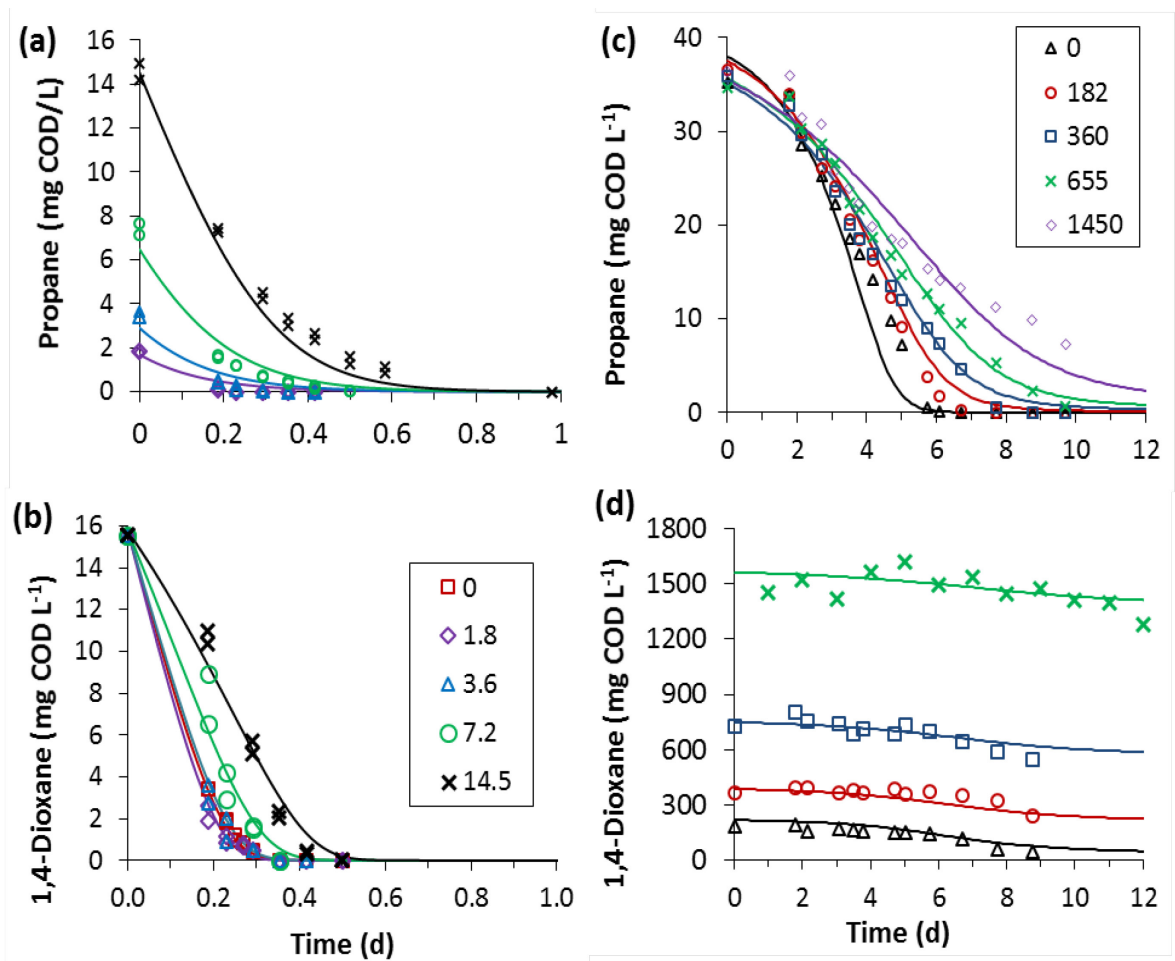 (a)
Propane (mg COD/L)
16
14
12
10
8
6
4
2
0
0 0.2 0.4 0.6 0.8 1
(c)
Propane (mg COD L-1)
40
30
20
10
0
0 2 4 6 8 10 12
0
182
360
655
1450
(b)
1,4-Dioxane (mg COD L-1)
16
14
12
10
8
6
4
2
0
0.0 0.2 0.4 0.6 0.8 1.0
Time (d)
0
1.8
3.6
7.2
14.5
(d)
1,4-Dioxane (mg COD L-1)
1800
1500
1200
900
600
300
0
0 2 4 6 8 10 12
Time (d)